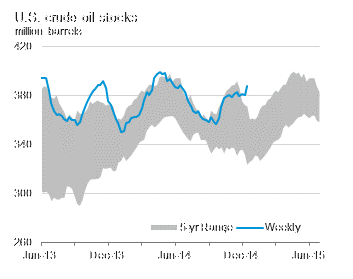 U.S. crude oil stocks
million barrels
420
380
340
300
260
5-yr Range Weekly
Jun-13 Dec-13 Jun-14 Dec-14 Jun-15